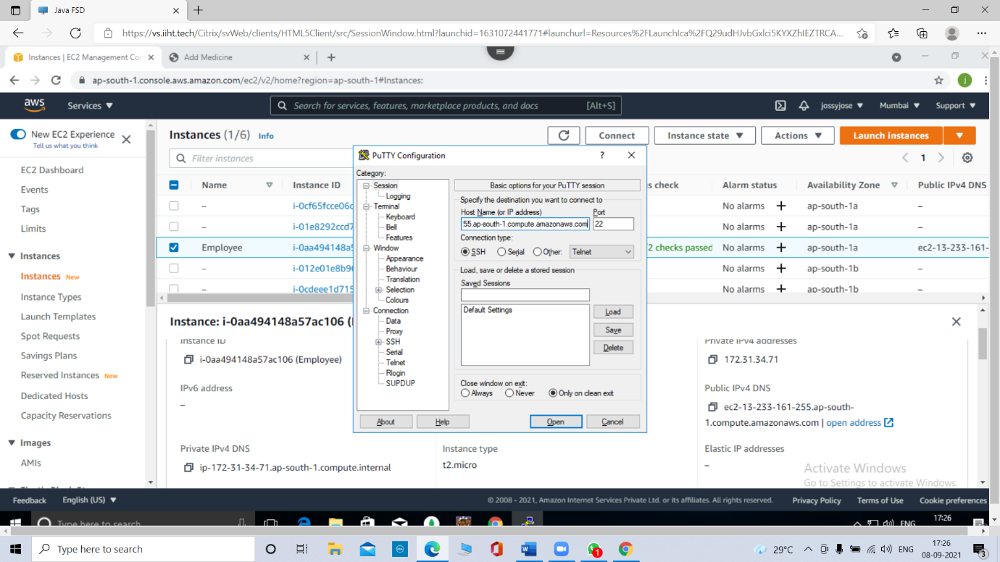 Java FSD
https://vs.iiht.tech/Citrix/svWeb/clients/HTML5Client/src/SessionWindow.html?launchid=1631072441771#launchurl=Resources%2FLaunchIca%2FQ29udHJvbGxlci5KYXZhIEZTRCA...
Instances | EC2 Management Cor
Add Medicine
ap-south-1.console.aws.amazon.com/ec2/v2/home?region=ap-south-1#Instances:
j
aws
Services
Search for services, features, marketplace products, and docs
[Alt+S]
jossyjose
Mumbai
Support
New EC2 Experience
Tell us what you think
EC2 Dashboard
Events
Tags
Limits
Instances
Instances New
Instance Types
Launch Templates
Spot Requests
Savings Plans
Reserved Instances New
Dedicated Hosts
Capacity Reservations
Images
AMIs
Instances (1/6) Info
Connect
Instance state
Actions
Launch instances
Filter instances
1
Name
Instance ID
s check
Alarm status
Availability Zone
Public IPv4 DNS
–
i-0cf65fcce06c
No alarms
ap-south-1a
–
–
i-01e8292ccd7
No alarms
ap-south-1a
–
Employee
i-0aa494148a5
2 checks passed
No alarms
ap-south-1a
ec2-13-233-161-
–
i-012e01e8b96
No alarms
ap-south-1b
–
–
i-0cdeee1d715
No alarms
ap-south-1b
–
PuTTY Configuration
?
Category:
Session
Logging
Terminal
Keyboard
Bell
Features
Window
Appearance
Behaviour
Translation
Selection
Colours
Connection
Data
Proxy
SSH
Serial
Telnet
Rlogin
SUPDUP
Basic options for your PuTTY session
Specify the destination you want to connect to
Host Name (or IP address)
Port
55.ap-south-1.compute.amazonaws.com
22
Connection type:
SSH
Serial
Other:
Telnet
Load, save or delete a stored session
Saved Sessions
Default Settings
Load
Save
Delete
Close window on exit:
Always
Never
Only on clean exit
About
Help
Open
Cancel
Instance: i-0aa494148a57ac106 (
Instance ID
i-0aa494148a57ac106 (Employee)
IPv6 address
–
Private IPv4 DNS
ip-172-31-34-71.ap-south-1.compute.internal
Instance type
t2.micro
Private IPv4 addresses
172.31.34.71
Public IPv4 DNS
ec2-13-233-161-255.ap-south-
1.compute.amazonaws.com | open address
Elastic IP addresses
–
Activate Windows
Go to Settings to activate Windows.
Feedback
English (US)
© 2008 - 2021, Amazon Internet Services Private Ltd. or its affiliates. All rights reserved.
Privacy Policy
Terms of Use
Cookie preferences
Type here to search
ENG
17:26
Type here to search
1
29°C
ENG
17:26
08-09-2021
3